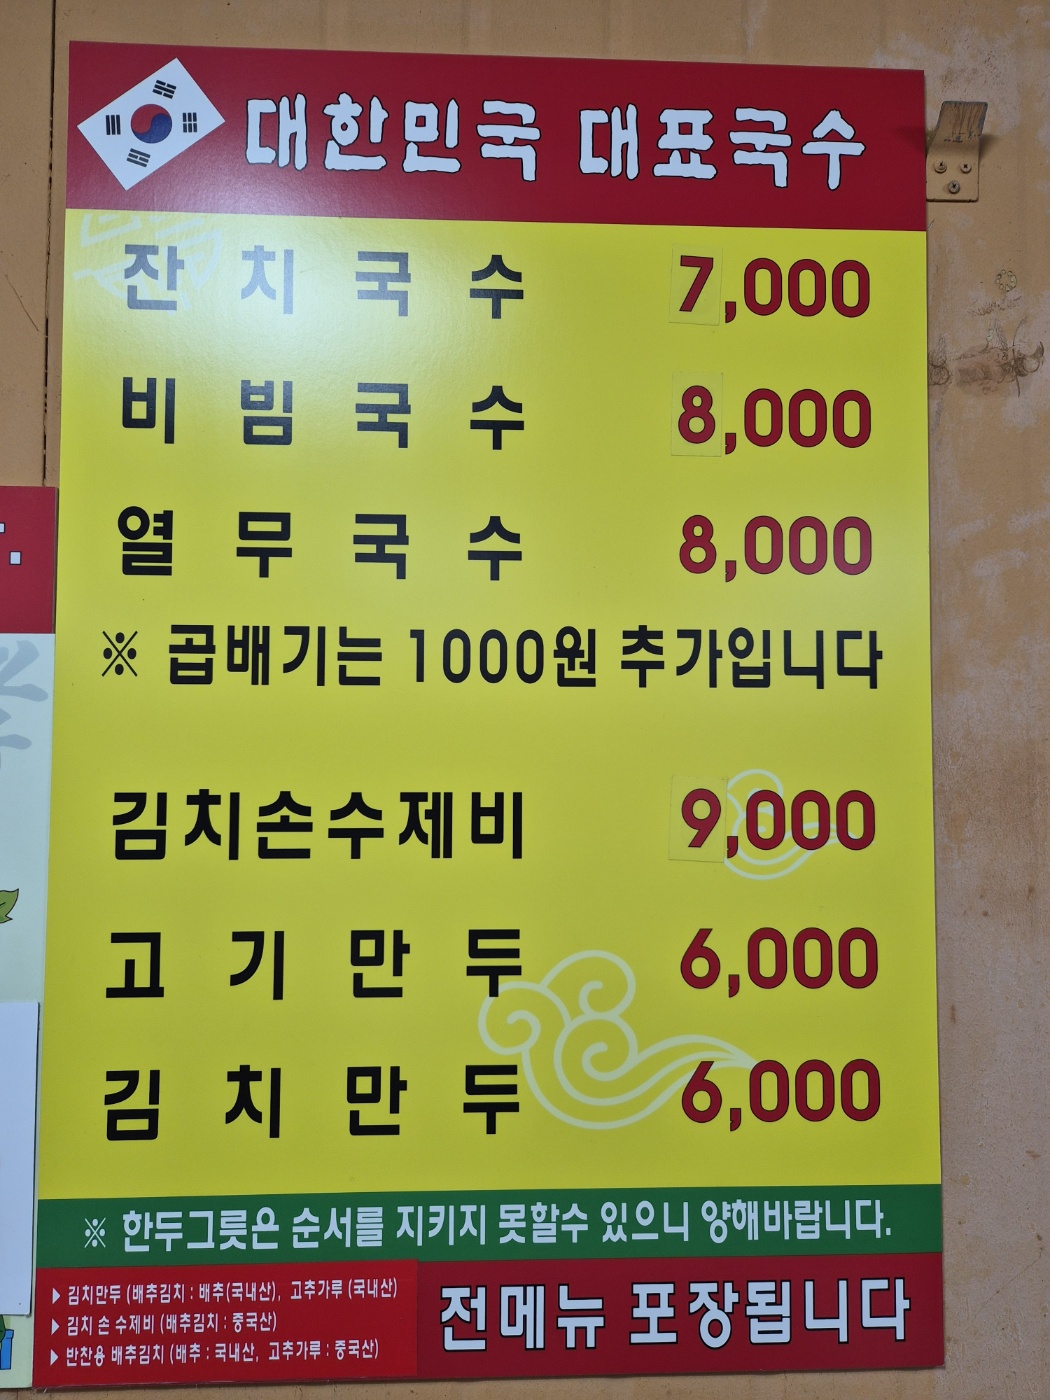 대한민국 대표국수
잔치국수 7,000
비빔국수 8,000
열무국수 8,000
※ 곱배기는 1000원 추가입니다
김치손수제비 9,000
고기만두 6,000
김치만두 6,000
※ 한두그릇은 순서를 지키지 못할수 있으니 양해바랍니다.
▶ 김치만두 (배추김치 : 배추(국내산), 고추가루 (국내산)
▶ 김치 손 수제비 (배추김치 : 중국산)
▶ 반찬용 배추김치 (배추 : 국내산, 고추가루 : 중국산)
전메뉴 포장됩니다